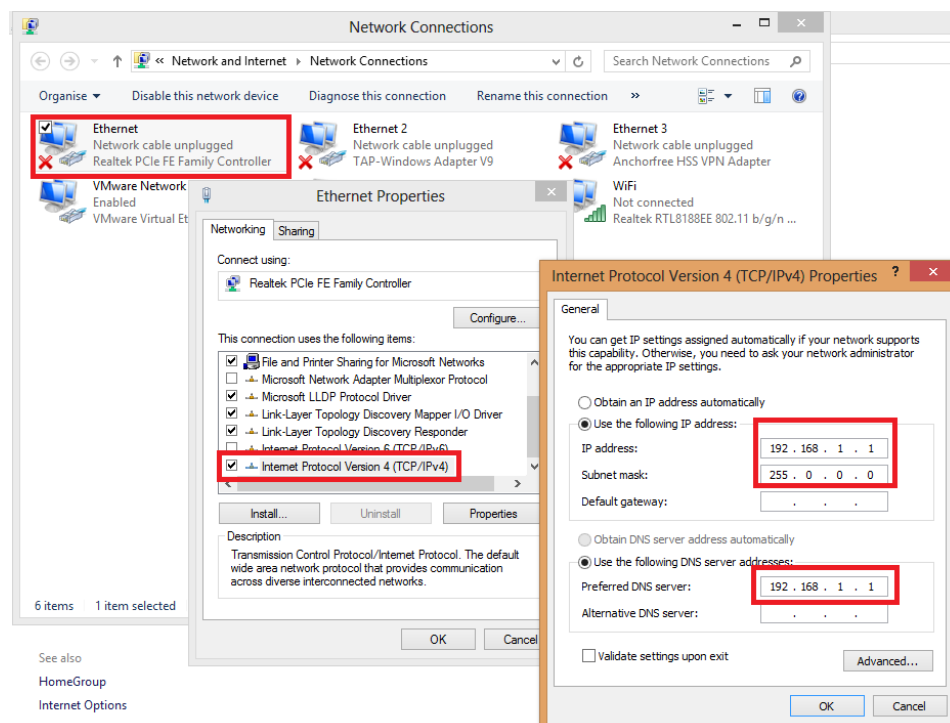 Network Connections
« Network and Internet › Network Connections
Search Network Connections
Organise
Disable this network device
Diagnose this connection
Rename this connection
»
Ethernet
Network cable unplugged
Realtek PCIe FE Family Controller
Ethernet 2
Network cable unplugged
TAP-Windows Adapter V9
Ethernet 3
Network cable unplugged
Anchorfree HSS VPN Adapter
VMware Network
Enabled
VMware Virtual Et
WiFi
Not connected
Realtek RTL8188EE 802.11 b/g/n ...
Ethernet Properties
Networking
Sharing
Connect using:
Realtek PCIe FE Family Controller
Configure...
This connection uses the following items:
File and Printer Sharing for Microsoft Networks
Microsoft Network Adapter Multiplexor Protocol
Microsoft LLDP Protocol Driver
Link-Layer Topology Discovery Mapper I/O Driver
Link-Layer Topology Discovery Responder
Internet Protocol Version 6 (TCP/IPv6)
Internet Protocol Version 4 (TCP/IPv4)
Install...
Uninstall
Properties
Description
Transmission Control Protocol/Internet Protocol. The default
wide area network protocol that provides communication
across diverse interconnected networks.
OK
Cancel
Internet Protocol Version 4 (TCP/IPv4) Properties
?
General
You can get IP settings assigned automatically if your network supports
this capability. Otherwise, you need to ask your network administrator
for the appropriate IP settings.
Obtain an IP address automatically
Use the following IP address:
IP address:
192 . 168 . 1 . 1
Subnet mask:
255 . 0 . 0 . 0
Default gateway:
. . .
Obtain DNS server address automatically
Use the following DNS server addresses:
Preferred DNS server:
192 . 168 . 1 . 1
Alternative DNS server:
. . .
Validate settings upon exit
Advanced...
OK
Cancel
6 items
1 item selected
See also
HomeGroup
Internet Options